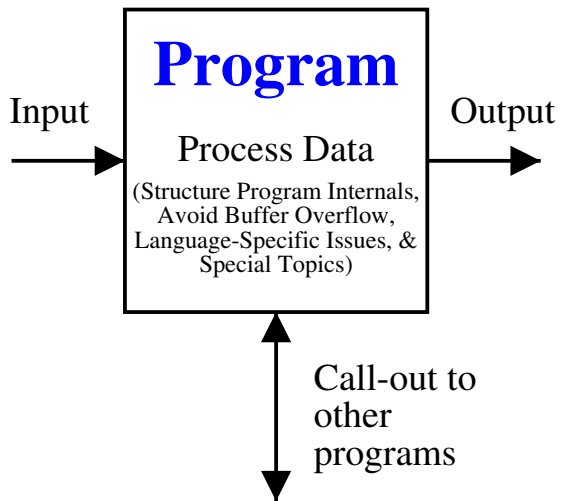 Program
Input
Output
Process Data
(Structure Program Internals,
Avoid Buffer Overflow,
Language-Specific Issues, &
Special Topics)
Call-out to
other
programs